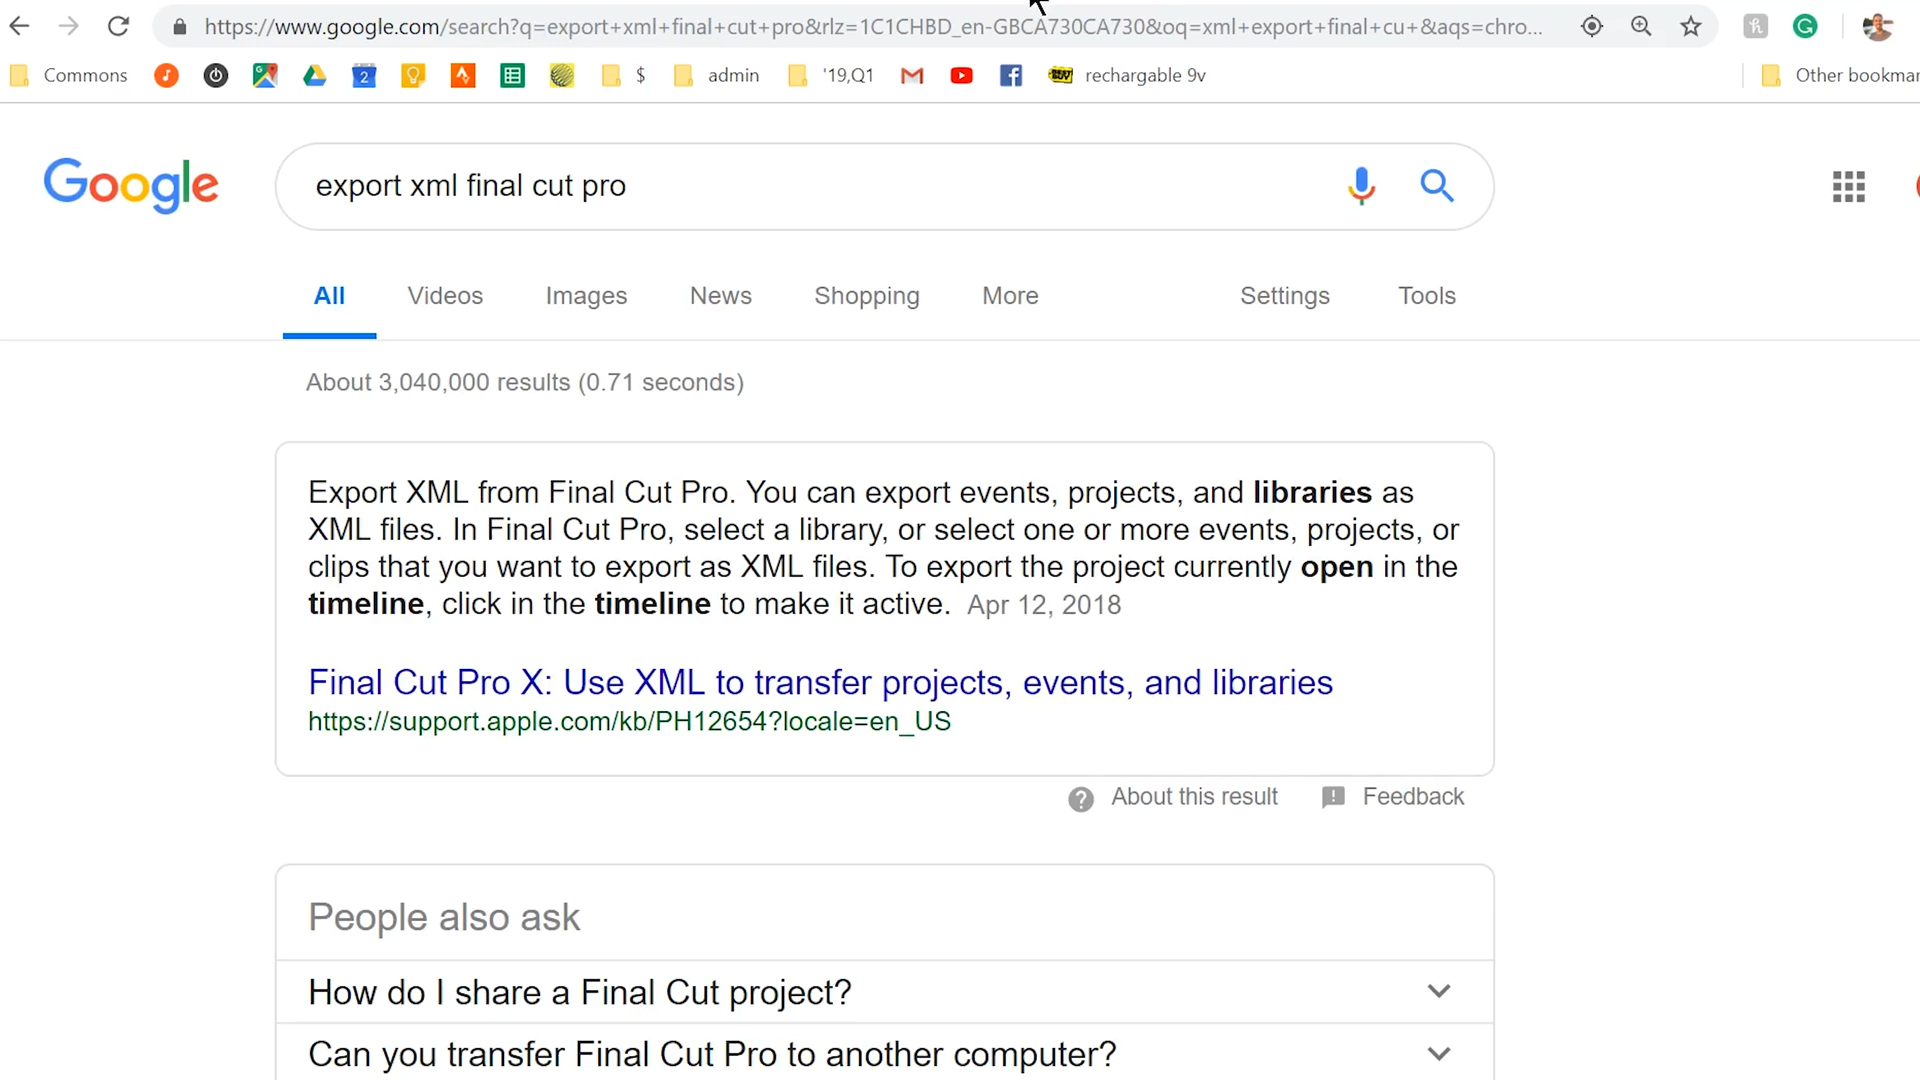 https://www.google.com/search?q=export+xml+final+cut+pro&rlz=1C1CHBD_en-GBCA730CA730&oq=xml+export+final+cu+&aqs=chro...
Commons 2 $ admin '19,Q1 BEST BUY rechargable 9v Other bookmar
Google export xml final cut pro
All Videos Images News Shopping More Settings Tools
About 3,040,000 results (0.71 seconds)
Export XML from Final Cut Pro. You can export events, projects, and libraries as
XML files. In Final Cut Pro, select a library, or select one or more events, projects, or
clips that you want to export as XML files. To export the project currently open in the
timeline, click in the timeline to make it active. Apr 12, 2018
Final Cut Pro X: Use XML to transfer projects, events, and libraries
https://support.apple.com/kb/PH12654?locale=en_US
About this result Feedback
People also ask
How do I share a Final Cut project?
Can you transfer Final Cut Pro to another computer?